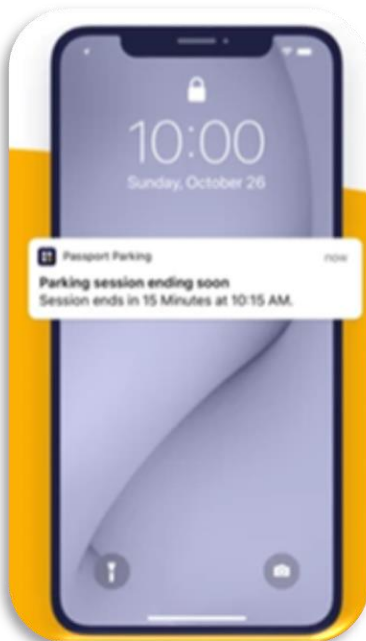 10:00
Sunday, October 26
Passport Parking now
Parking session ending soon
Session ends in 15 Minutes at 10:15 AM.